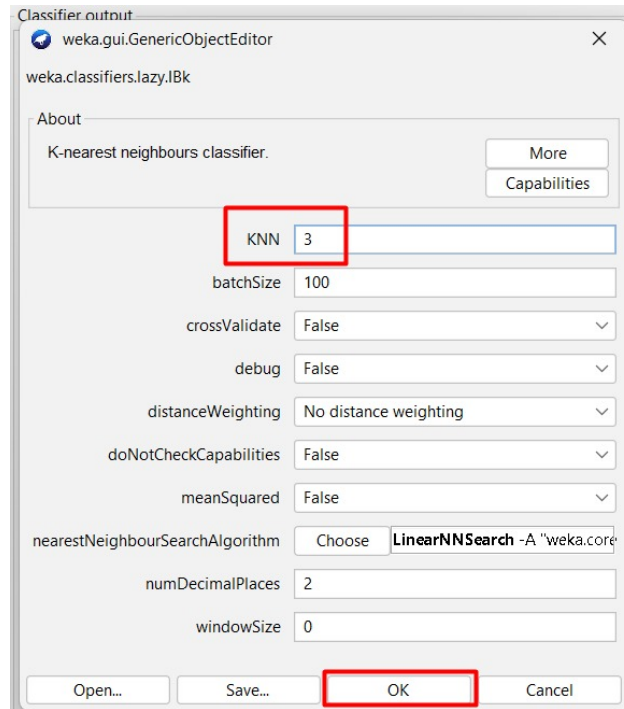 Classifier output
weka.gui.GenericObjectEditor
weka.classifiers.lazy.IBk
About
K-nearest neighbours classifier.
More
Capabilities
KNN 3
batchSize 100
crossValidate False
debug False
distanceWeighting No distance weighting
doNotCheckCapabilities False
meanSquared False
nearestNeighbourSearchAlgorithm Choose LinearNNSearch -A "weka.core
numDecimalPlaces 2
windowSize 0
Open... Save... OK Cancel